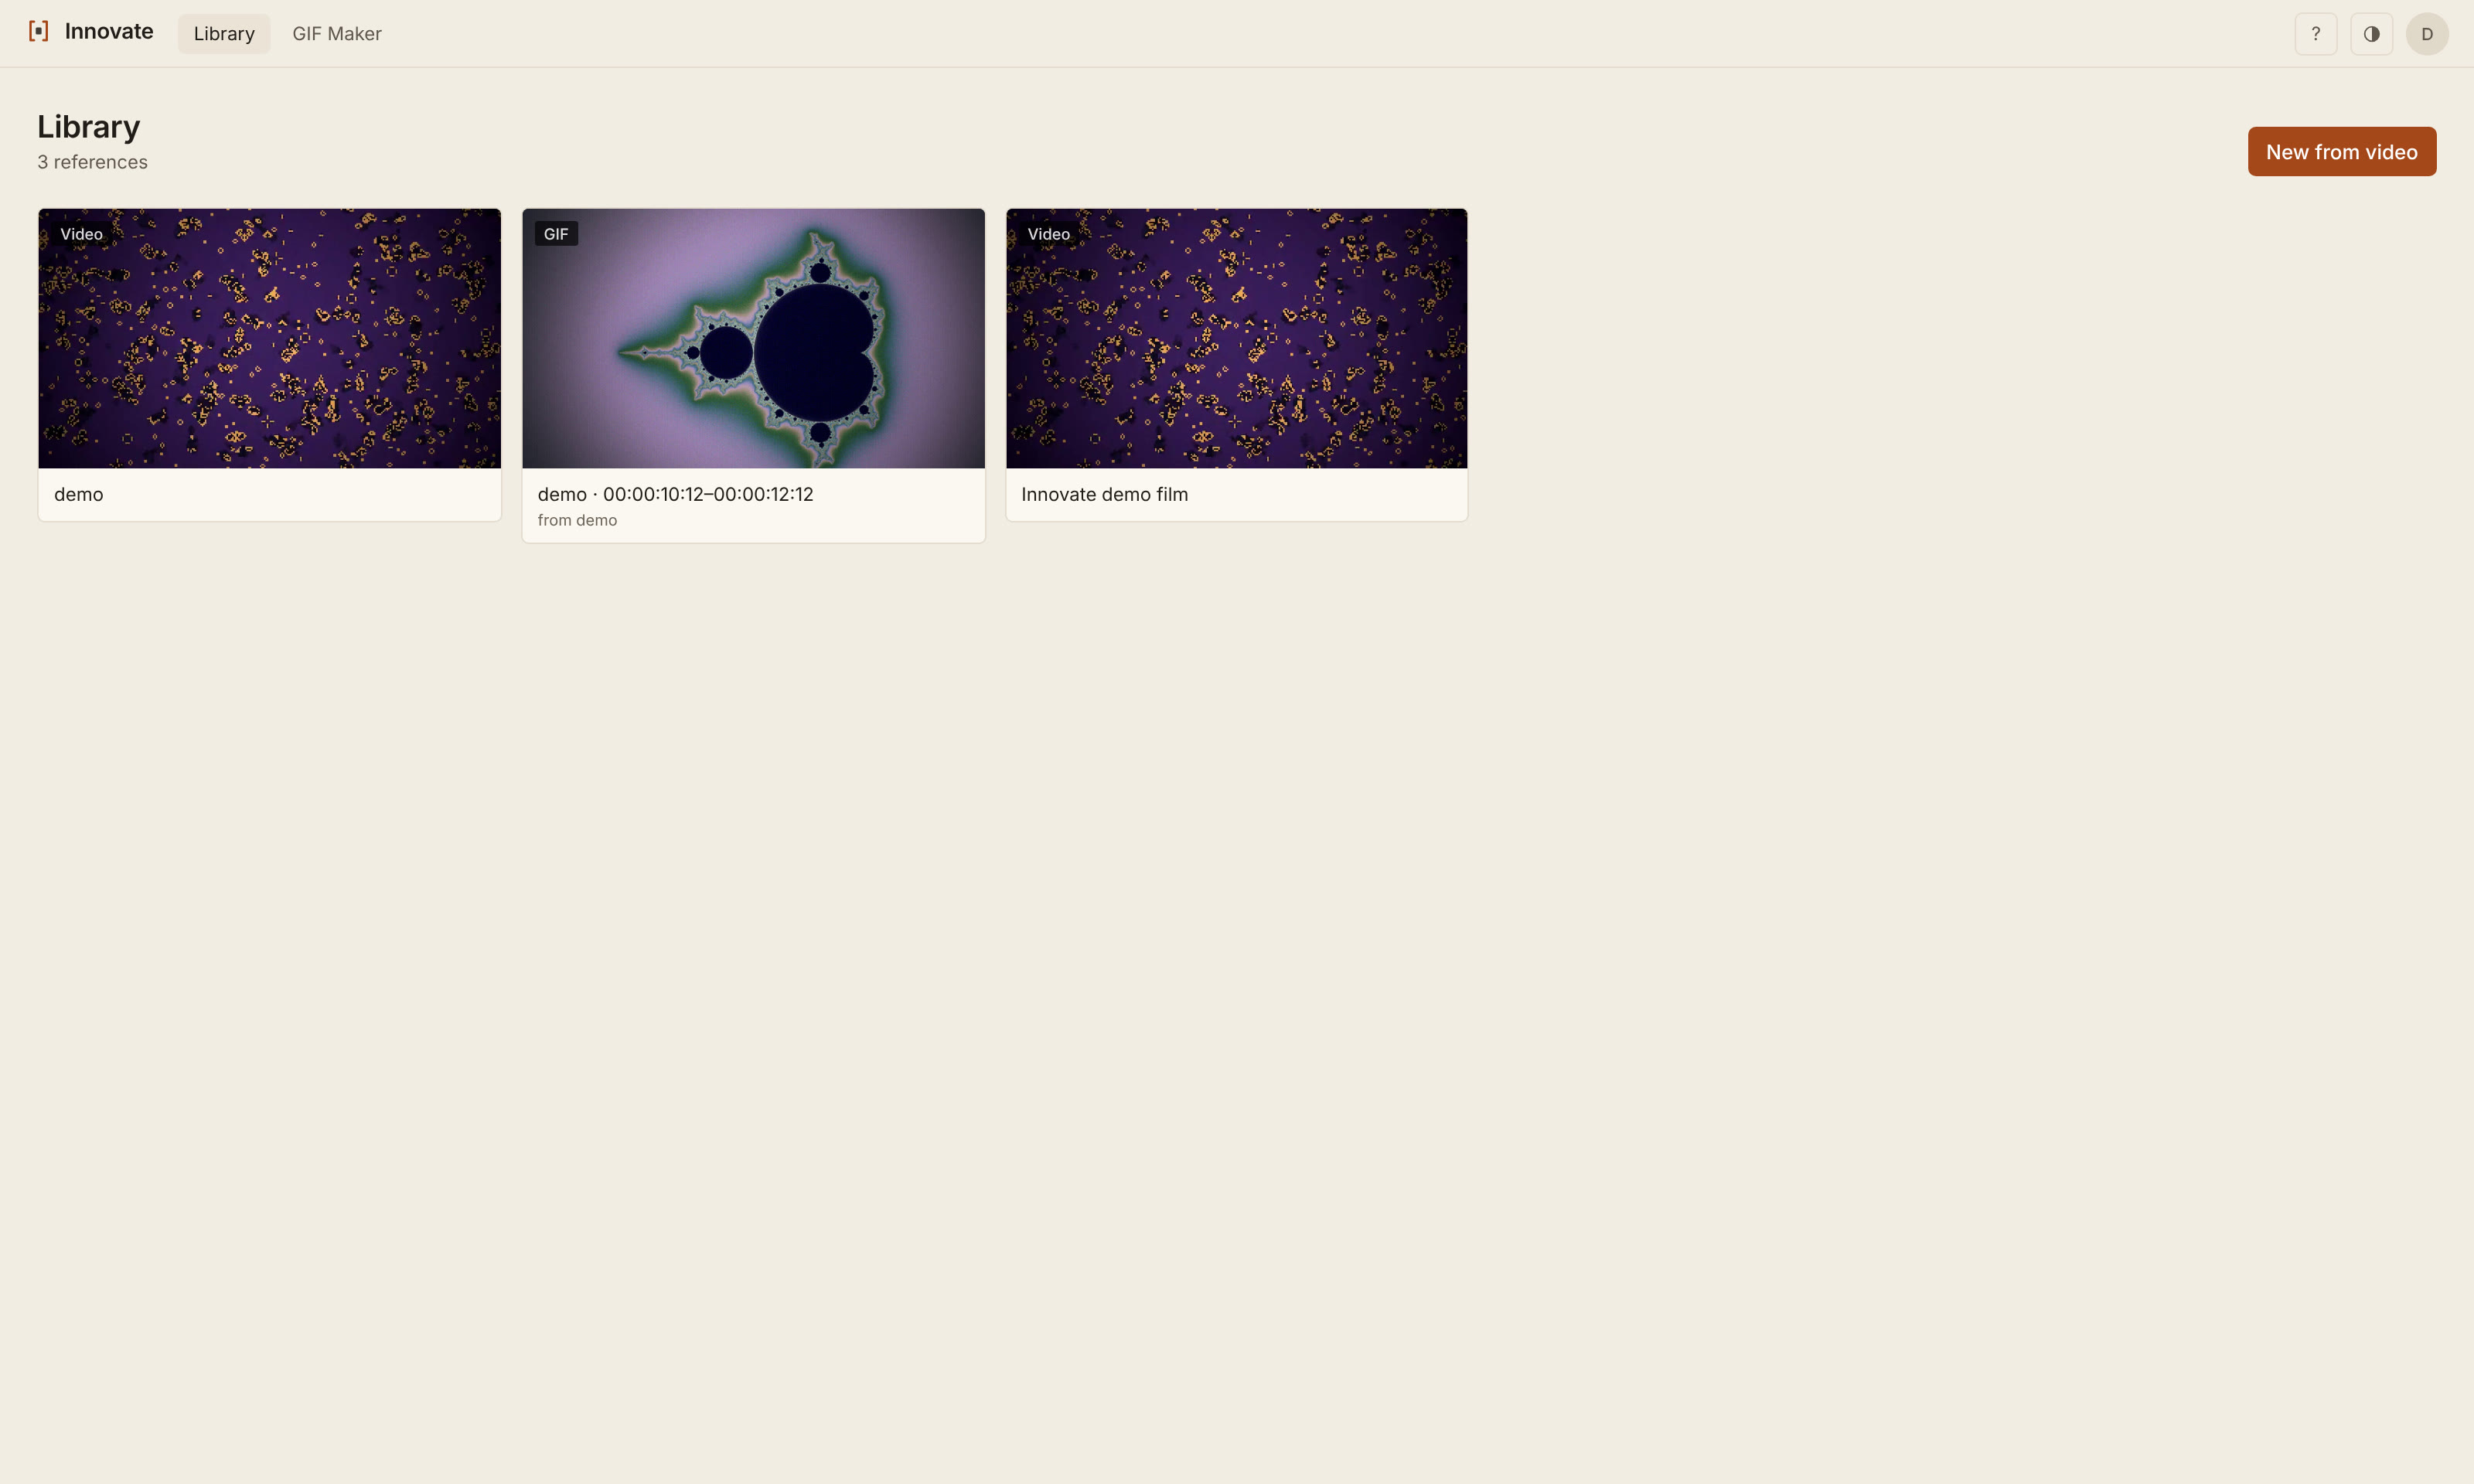 Innovate
Library
GIF Maker
?
D
Library
3 references
New from video
Video
GIF
Video
demo
demo · 00:00:10:12–00:00:12:12
from demo
Innovate demo film